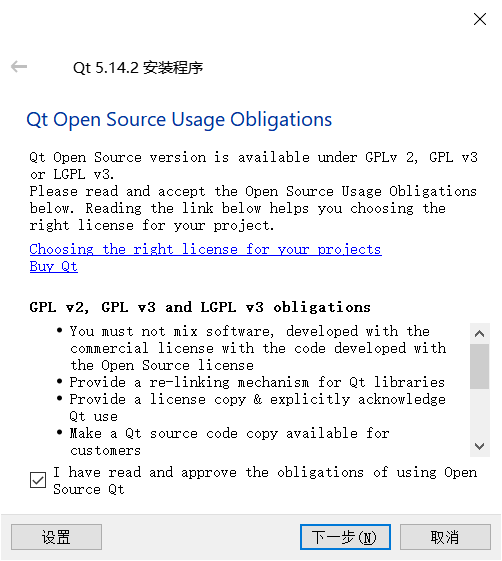 Qt 5.14.2 安装程序
Qt Open Source Usage Obligations
Qt Open Source version is available under GPLv 2, GPL v3
or LGPL v3.
Please read and accept the Open Source Usage Obligations
below. Reading the link below helps you choosing the
right license for your project.
Choosing the right license for your projects
Buy Qt
GPL v2, GPL v3 and LGPL v3 obligations
• You must not mix software, developed with the
commercial license with the code developed with
the Open Source license
• Provide a re-linking mechanism for Qt libraries
• Provide a license copy & explicitly acknowledge
Qt use
• Make a Qt source code copy available for
customers
I have read and approve the obligations of using Open
Source Qt
设置
下一步(N)
取消